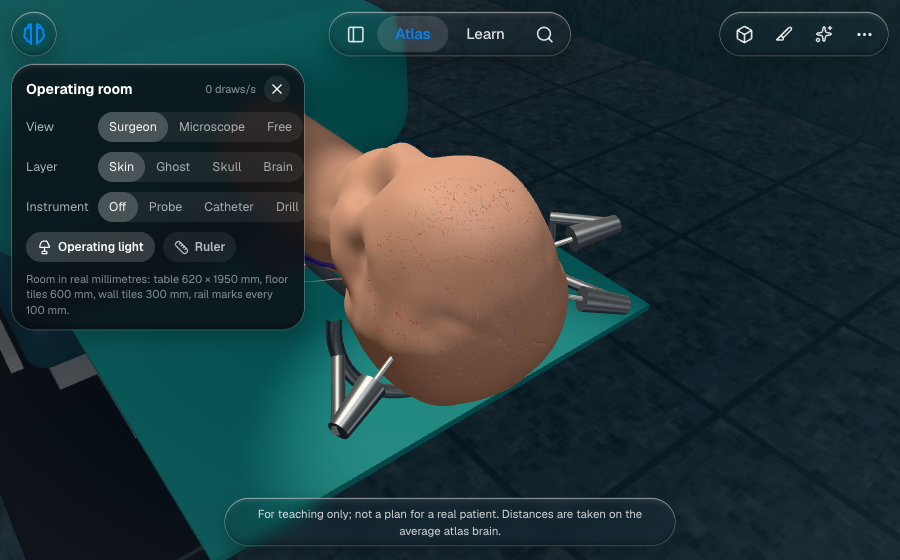 Atlas Learn
Operating room 0 draws/s
View Surgeon Microscope Free
Layer Skin Ghost Skull Brain
Instrument Off Probe Catheter Drill
Operating light Ruler
Room in real millimetres: table 620 × 1950 mm, floor
tiles 600 mm, wall tiles 300 mm, rail marks every
100 mm.
For teaching only; not a plan for a real patient. Distances are taken on the
average atlas brain.